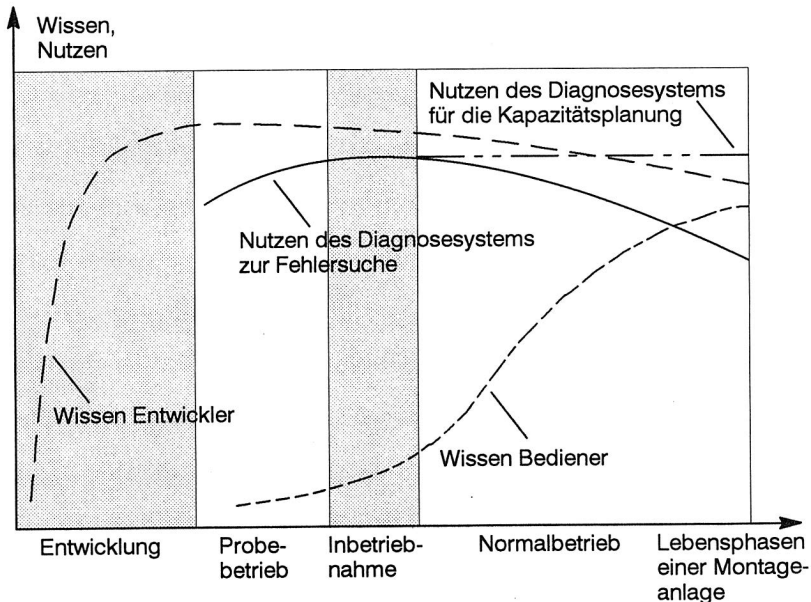 Wissen,
Nutzen
Nutzen des Diagnosesystems
für die Kapazitätsplanung
Nutzen des Diagnosesystems
zur Fehlersuche
Wissen Entwickler
Wissen Bediener
Entwicklung
Probe-
betrieb
Inbetrieb-
nahme
Normalbetrieb
Lebensphasen
einer Montage-
anlage